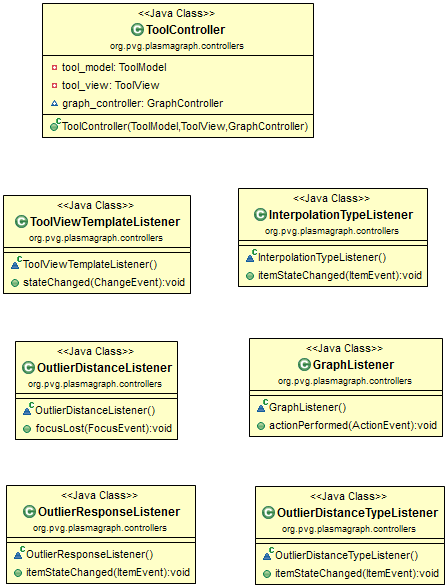 <<Java Class>>
ToolController
org.pvg.plasmagraph.controllers
tool_model: ToolModel
tool_view: ToolView
graph_controller: GraphController
ToolController(ToolModel,ToolView,GraphController)
<<Java Class>>
ToolViewTemplateListener
org.pvg.plasmagraph.controllers
ToolViewTemplateListener()
stateChanged(ChangeEvent):void
<<Java Class>>
InterpolationTypeListener
org.pvg.plasmagraph.controllers
InterpolationTypeListener()
itemStateChanged(ItemEvent):void
<<Java Class>>
OutlierDistanceListener
org.pvg.plasmagraph.controllers
OutlierDistanceListener()
focusLost(FocusEvent):void
<<Java Class>>
GraphListener
org.pvg.plasmagraph.controllers
GraphListener()
actionPerformed(ActionEvent):void
<<Java Class>>
OutlierResponseListener
org.pvg.plasmagraph.controllers
OutlierResponseListener()
itemStateChanged(ItemEvent):void
<<Java Class>>
OutlierDistanceTypeListener
org.pvg.plasmagraph.controllers
OutlierDistanceTypeListener()
itemStateChanged(ItemEvent):void